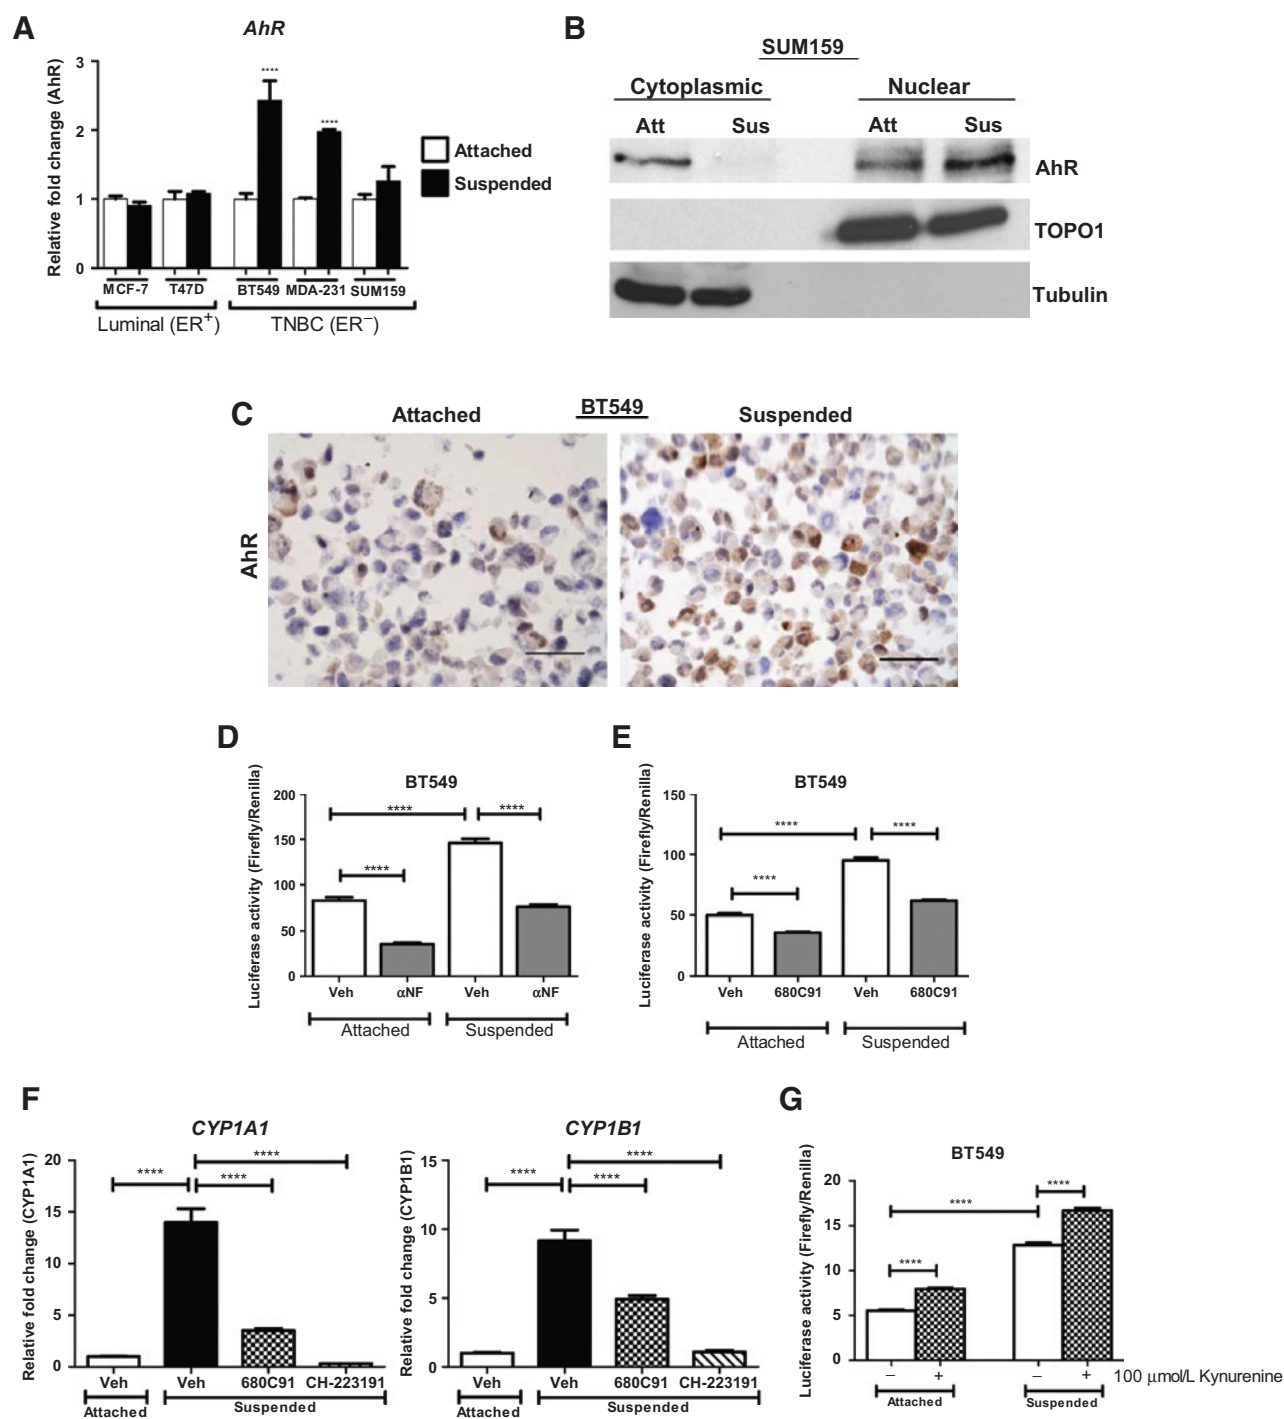 A
AhR
Relative fold change (AhR)
3
2
1
0
****
****
Attached
Suspended
MCF-7 T47D BT549 MDA-231 SUM159
Luminal (ER+) TNBC (ER−)
B
SUM159
Cytoplasmic Nuclear
Att Sus Att Sus
AhR
TOPO1
Tubulin
C
BT549
Attached Suspended
AhR
D
BT549
Luciferase activity (Firefly/Renilla)
200
150
100
50
0
**** ****
****
Veh αNF Veh αNF
Attached Suspended
E
BT549
Luciferase activity (Firefly/Renilla)
150
100
50
0
**** ****
****
Veh 680C91 Veh 680C91
Attached Suspended
F
CYP1A1
Relative fold change (CYP1A1)
20
15
10
5
0
****
**** ****
Veh Veh 680C91 CH-223191
Attached Suspended
CYP1B1
Relative fold change (CYP1B1)
15
10
5
0
****
**** ****
Veh Veh 680C91 CH-223191
Attached Suspended
G
BT549
Luciferase activity (Firefly/Renilla)
20
15
10
5
0
****
****
****
− + − + 100 μmol/L Kynurenine
Attached Suspended